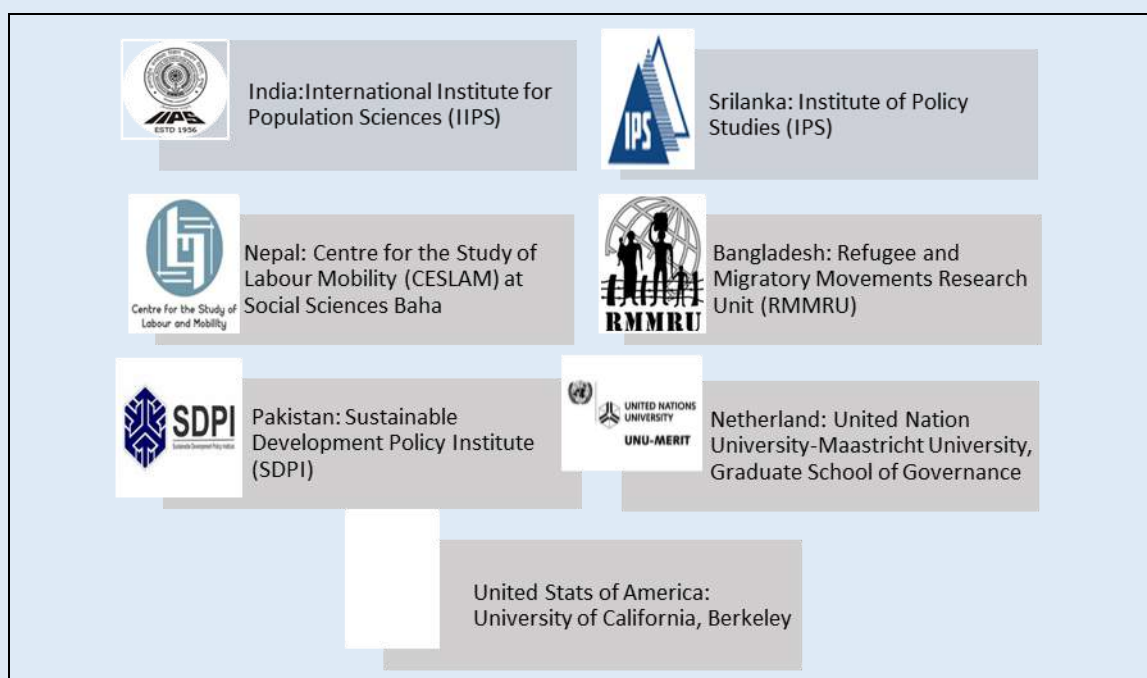 IIPS
ESTD 1956
India:International Institute for
Population Sciences (IIPS)
IPS
Srilanka: Institute of Policy
Studies (IPS)
Centre for the Study of
Labour and Mobility
Nepal: Centre for the Study of
Labour Mobility (CESLAM) at
Social Sciences Baha
RMMRU
Bangladesh: Refugee and
Migratory Movements Research
Unit (RMMRU)
SDPI
Sustainable Development Policy Institute
Pakistan: Sustainable
Development Policy Institute
(SDPI)
UNITED NATIONS
UNIVERSITY
UNU-MERIT
Netherland: United Nation
University-Maastricht University,
Graduate School of Governance
United Stats of America:
University of California, Berkeley